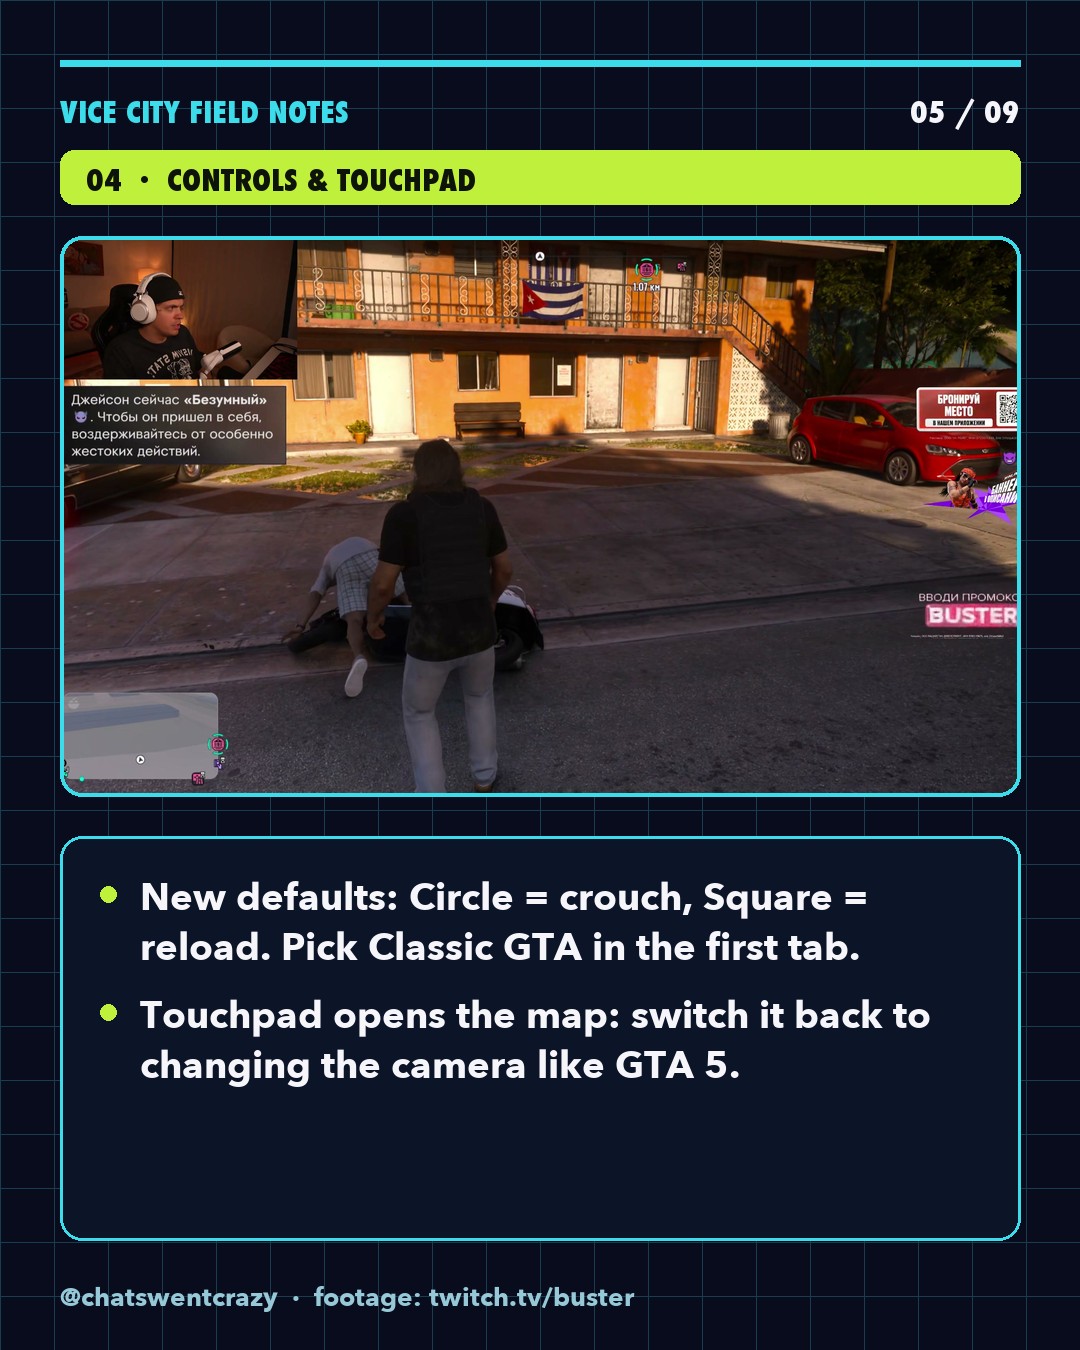 VICE CITY FIELD NOTES
05 / 09
04 · CONTROLS & TOUCHPAD
1.07 км
Джейсон сейчас «Безумный»
😈. Чтобы он пришел в себя,
воздерживайтесь от особенно
жестоких действий.
БРОНИРУЙ
МЕСТО
В НАШЕМ ПРИЛОЖЕНИИ
ВВОДИ ПРОМОКО
BUSTER
• New defaults: Circle = crouch, Square =
reload. Pick Classic GTA in the first tab.
• Touchpad opens the map: switch it back to
changing the camera like GTA 5.
@chatswentcrazy · footage: twitch.tv/buster